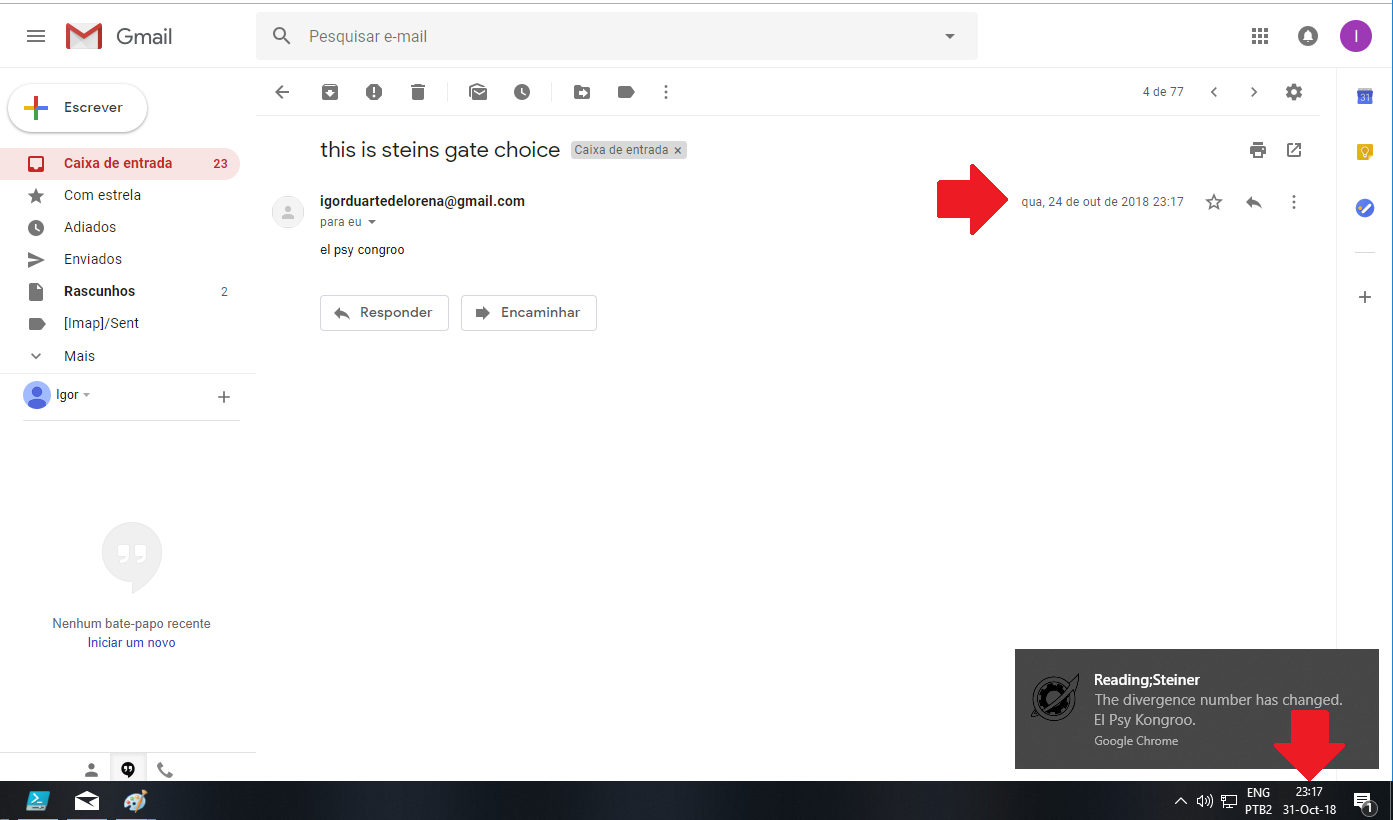 Gmail
Pesquisar e-mail
I
Escrever
4 de 77
31
Caixa de entrada 23
Com estrela
Adiados
Enviados
Rascunhos 2
[Imap]/Sent
Mais
Igor
this is steins gate choice Caixa de entrada x
igorduartedelorena@gmail.com
qua, 24 de out de 2018 23:17
para eu
el psy congroo
Responder
Encaminhar
Nenhum bate-papo recente
Iniciar um novo
Reading;Steiner
The divergence number has changed.
El Psy Kongroo.
Google Chrome
ENG
PTB2
23:17
31-Oct-18
1